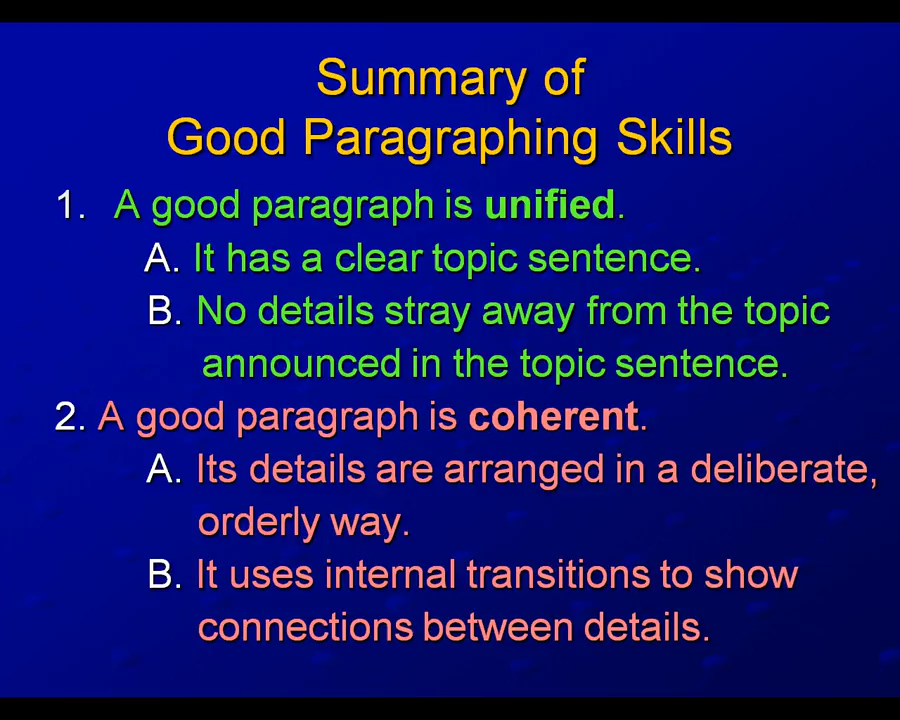 Summary of
Good Paragraphing Skills
1. A good paragraph is unified.
A. It has a clear topic sentence.
B. No details stray away from the topic
announced in the topic sentence.
2. A good paragraph is coherent.
A. Its details are arranged in a deliberate,
orderly way.
B. It uses internal transitions to show
connections between details.